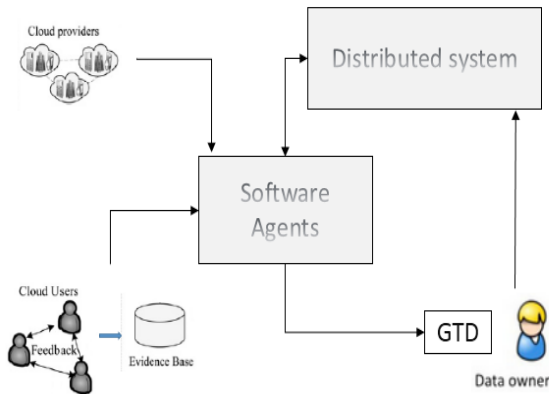 Cloud providers
Distributed system
Software
Agents
Cloud Users
Feedback
Evidence Base
GTD
Data owner